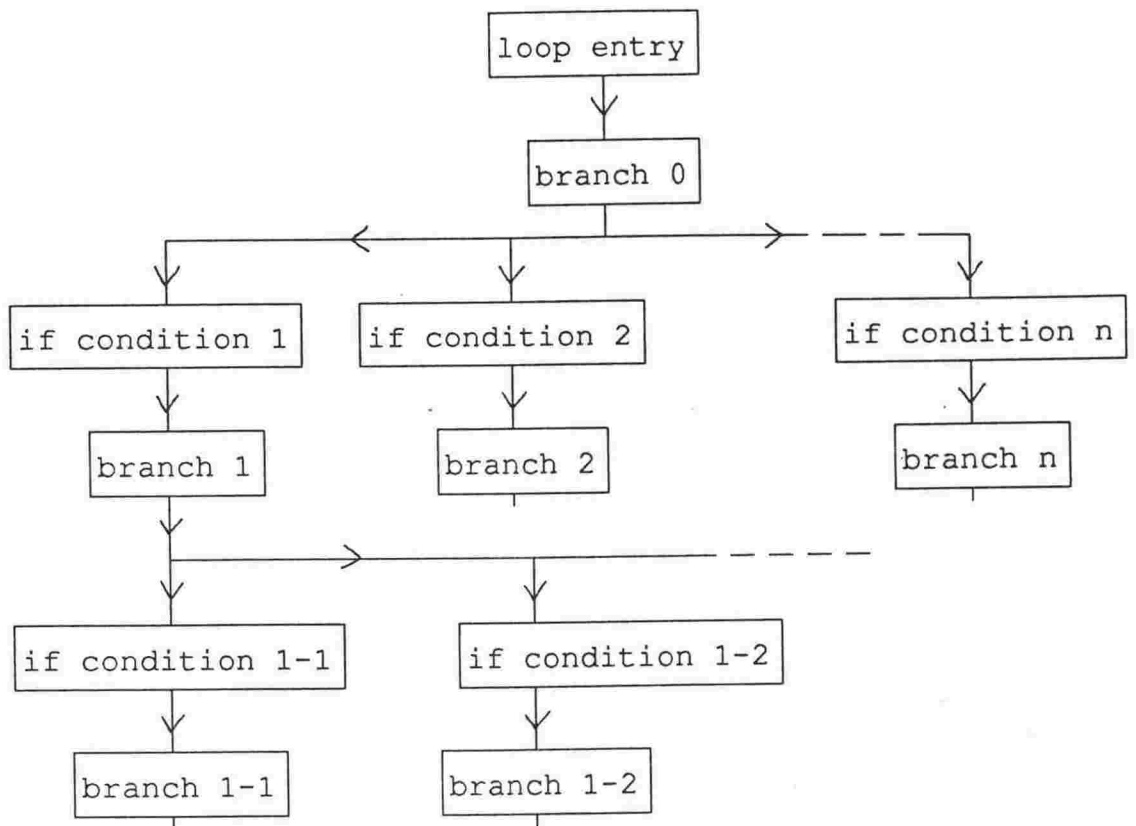 loop entry
branch 0
if condition 1
if condition 2
if condition n
branch 1
branch 2
branch n
if condition 1-1
if condition 1-2
branch 1-1
branch 1-2